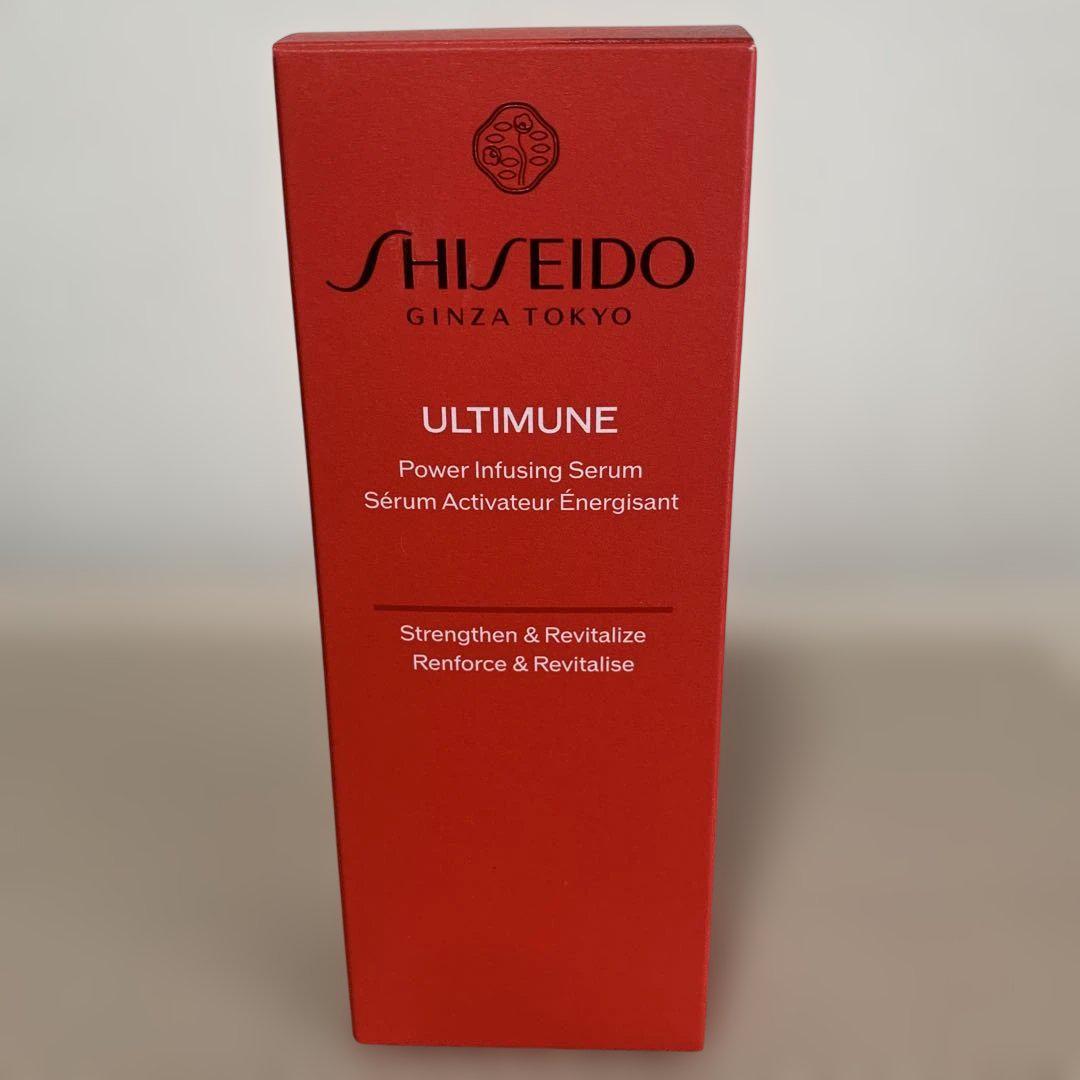 SHISEIDO
GINZA TOKYO
ULTIMUNE
Power Infusing Serum
Sérum Activateur Énergisant
Strengthen & Revitalize
Renforce & Revitalise